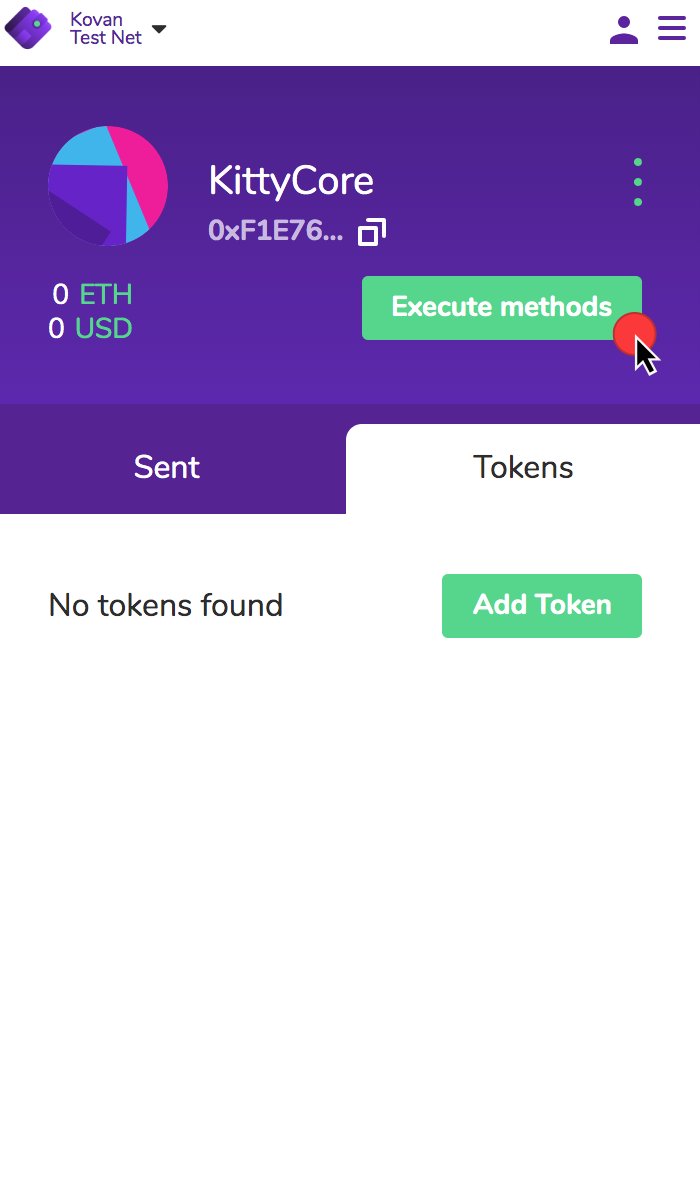 Kovan
Test Net
KittyCore
0xF1E76...
0 ETH
0 USD
Execute methods
Sent
Tokens
No tokens found
Add Token